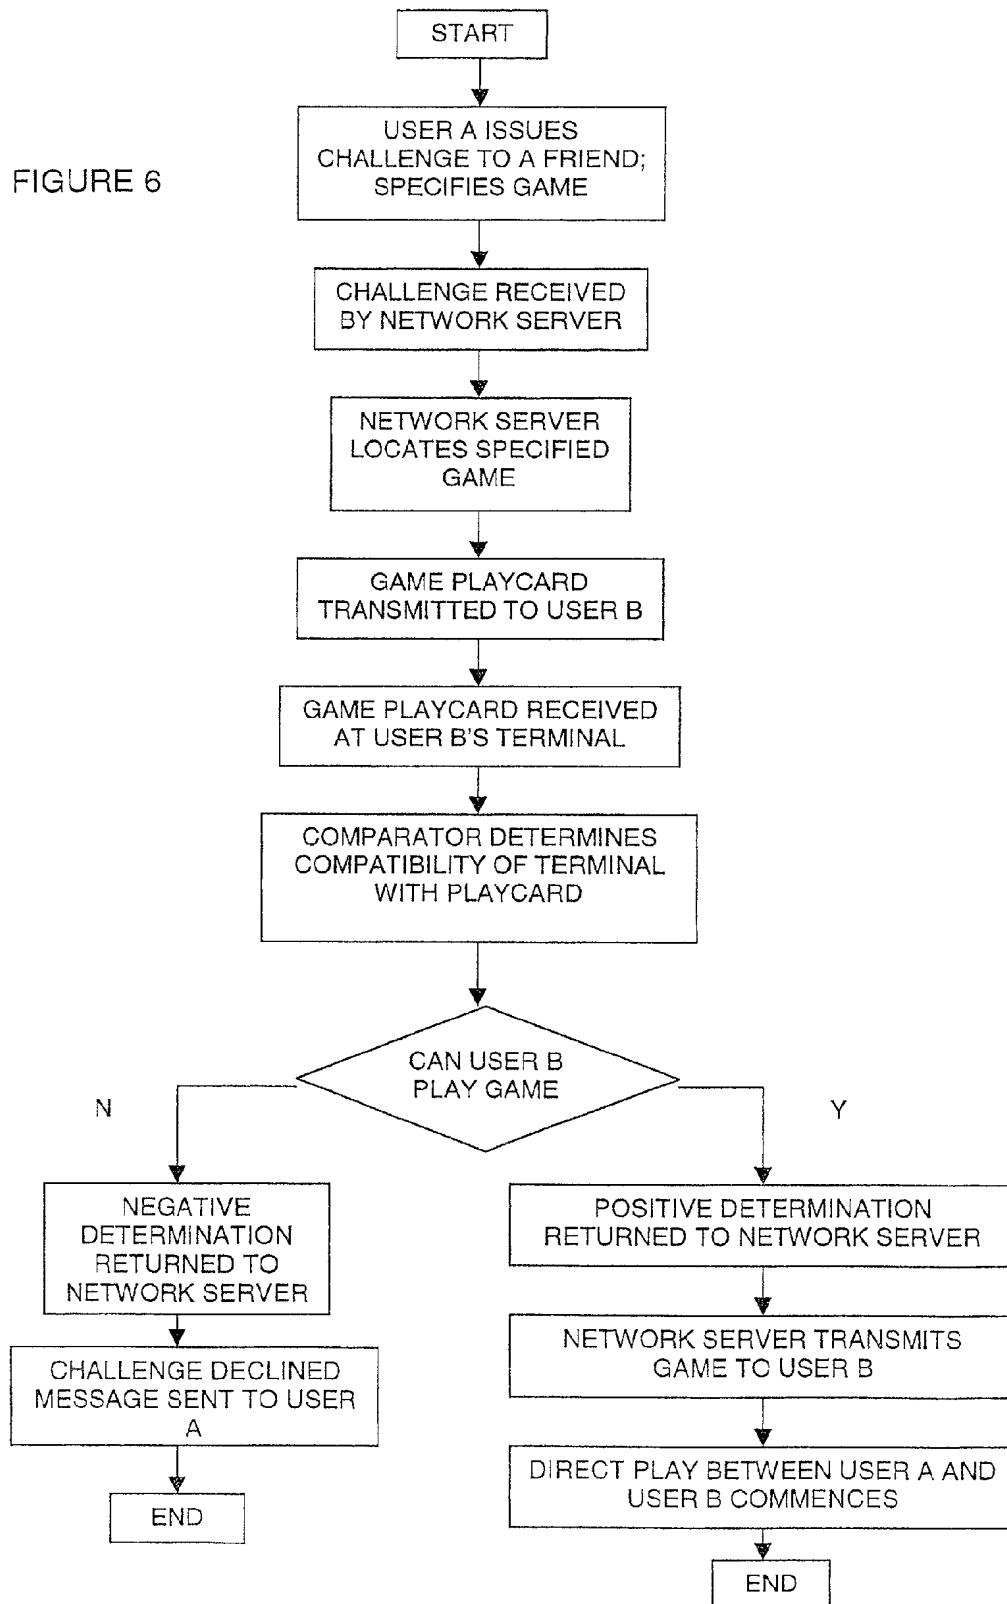 START
FIGURE 6
USER A ISSUES
CHALLENGE TO A FRIEND;
SPECIFIES GAME
CHALLENGE RECEIVED
BY NETWORK SERVER
NETWORK SERVER
LOCATES SPECIFIED
GAME
GAME PLAYCARD
TRANSMITTED TO USER B
GAME PLAYCARD RECEIVED
AT USER B'S TERMINAL
COMPARATOR DETERMINES
COMPATIBILITY OF TERMINAL
WITH PLAYCARD
CAN USER B
PLAY GAME
N
Y
NEGATIVE
DETERMINATION
RETURNED TO
NETWORK SERVER
CHALLENGE DECLINED
MESSAGE SENT TO USER
A
END
POSITIVE DETERMINATION
RETURNED TO NETWORK SERVER
NETWORK SERVER TRANSMITS
GAME TO USER B
DIRECT PLAY BETWEEN USER A AND
USER B COMMENCES
END